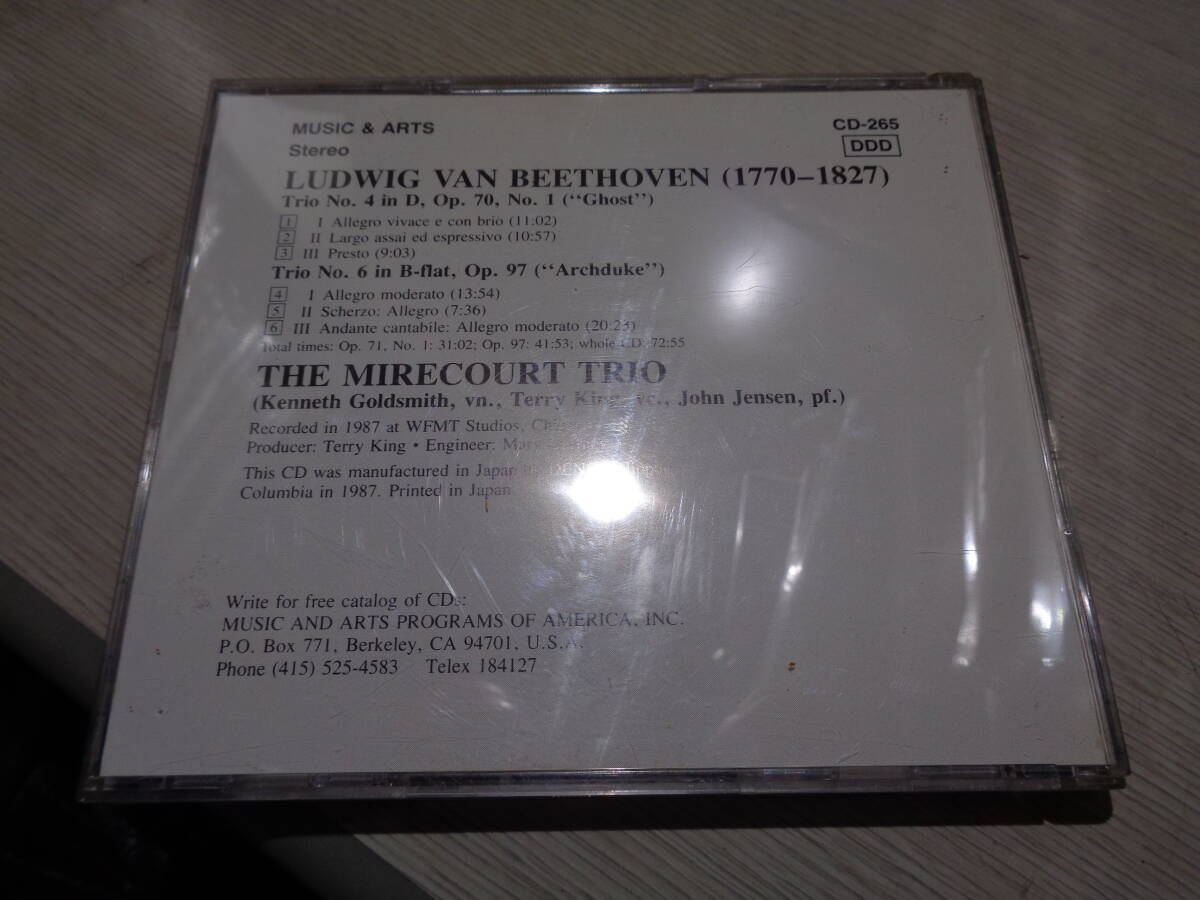 MUSIC & ARTS CD-265
Stereo DDD
LUDWIG VAN BEETHOVEN (1770–1827)
Trio No. 4 in D, Op. 70, No. 1 (“Ghost”)
1 I Allegro vivace e con brio (11:02)
2 II Largo assai ed espressivo (10:57)
3 III Presto (9:03)
Trio No. 6 in B-flat, Op. 97 (“Archduke”)
4 I Allegro moderato (13:54)
5 II Scherzo: Allegro (7:36)
6 III Andante cantabile: Allegro moderato (20:23)
Total times: Op. 71, No. 1: 31:02; Op. 97: 41:53; whole CD: 72:55
THE MIRECOURT TRIO
(Kenneth Goldsmith, vn., Terry King, vc., John Jensen, pf.)
Recorded in 1987 at WFMT Studios,
Producer: Terry King • Engineer:
This CD was manufactured in Japan
Columbia in 1987. Printed in Japan.
Write for free catalog of CDs:
MUSIC AND ARTS PROGRAMS OF AMERICA, INC.
P.O. Box 771, Berkeley, CA 94701, U.S.A.
Phone (415) 525-4583 Telex 184127